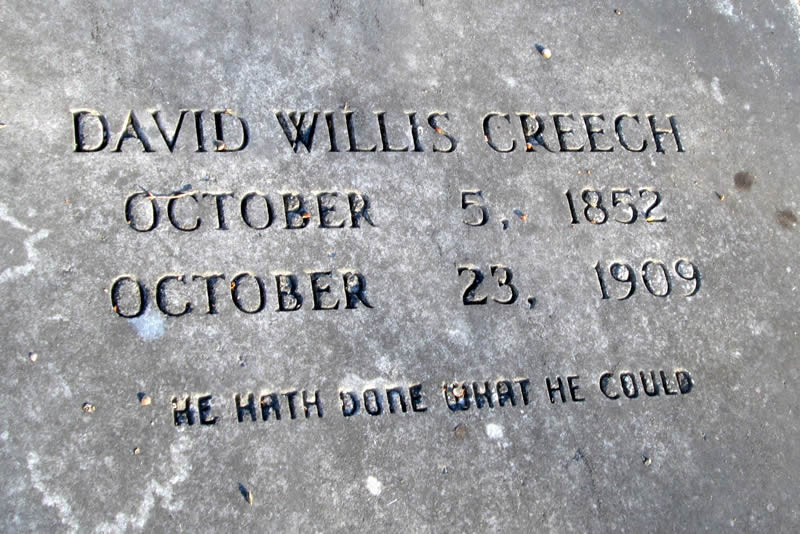 DAVID WILLIS CREECH
OCTOBER 5, 1852
OCTOBER 23, 1909
HE HATH DONE WHAT HE COULD